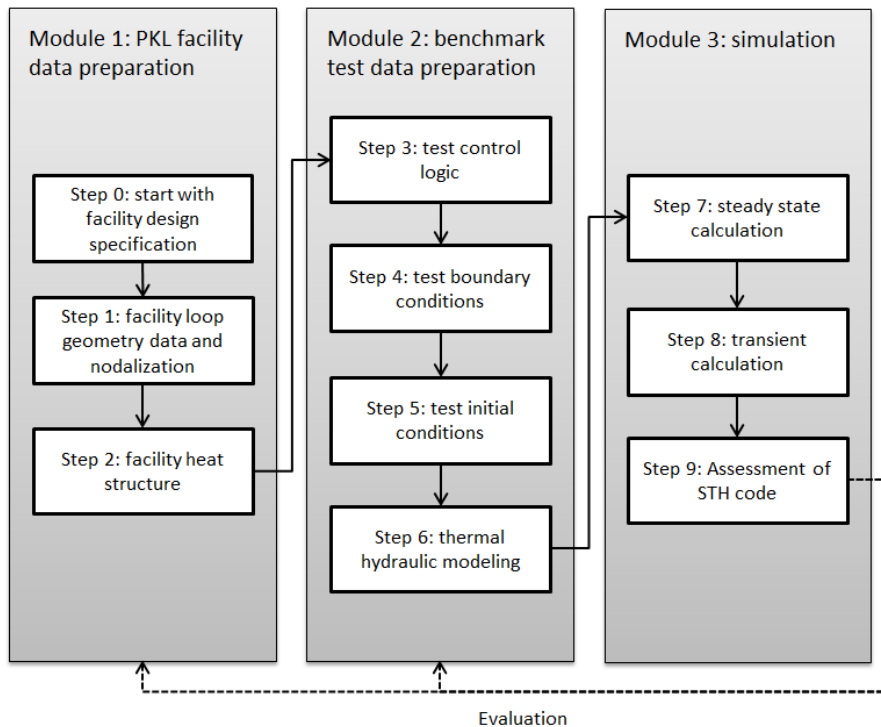 Module 1: PKL facility
data preparation
Step 0: start with
facility design
specification
Step 1: facility loop
geometry data and
nodalization
Step 2: facility heat
structure
Module 2: benchmark
test data preparation
Step 3: test control
logic
Step 4: test boundary
conditions
Step 5: test initial
conditions
Step 6: thermal
hydraulic modeling
Module 3: simulation
Step 7: steady state
calculation
Step 8: transient
calculation
Step 9: Assessment of
STH code
Evaluation